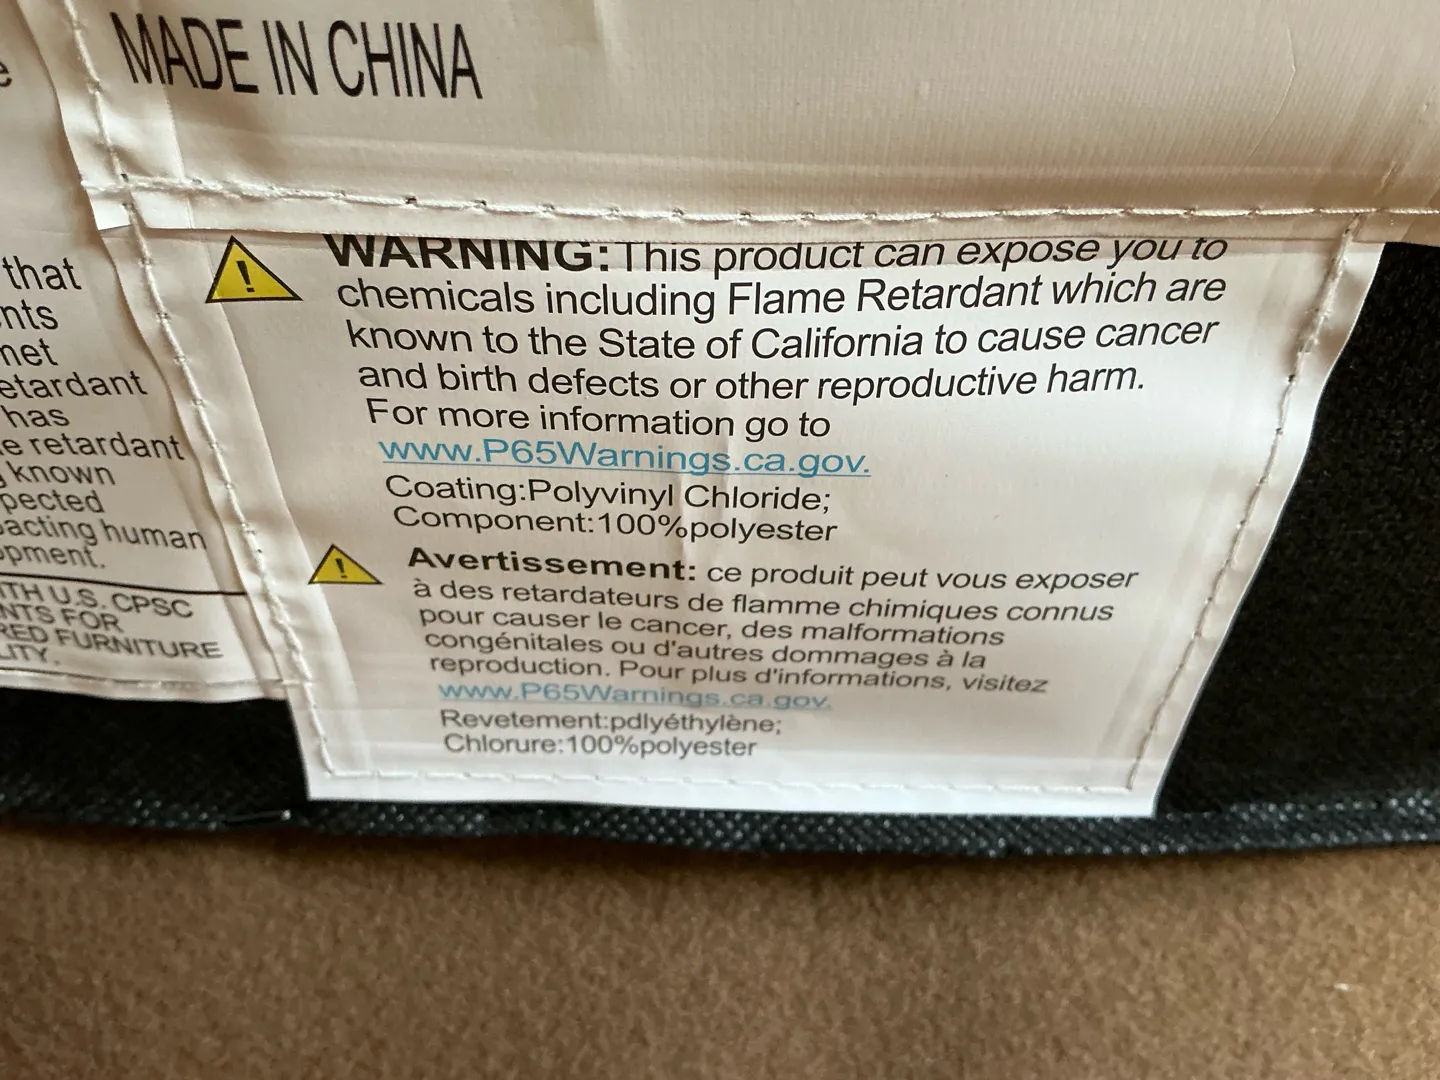 MADE IN CHINA
that
net
etardant
has
retardant
known
pected
acting human
opment.
TH U.S. CPSC
NTS FOR
RED FURNITURE
LITY.
WARNING: This product can expose you to
chemicals including Flame Retardant which are
known to the State of California to cause cancer
and birth defects or other reproductive harm.
For more information go to
www.P65Warnings.ca.gov.
Coating:Polyvinyl Chloride;
Component:100%polyester
Avertissement: ce produit peut vous exposer
à des retardateurs de flamme chimiques connus
pour causer le cancer, des malformations
congénitales ou d'autres dommages à la
reproduction. Pour plus d'informations, visitez
www.P65Warnings.ca.gov.
Revetement:pdlyéthylène;
Chlorure:100%polyester